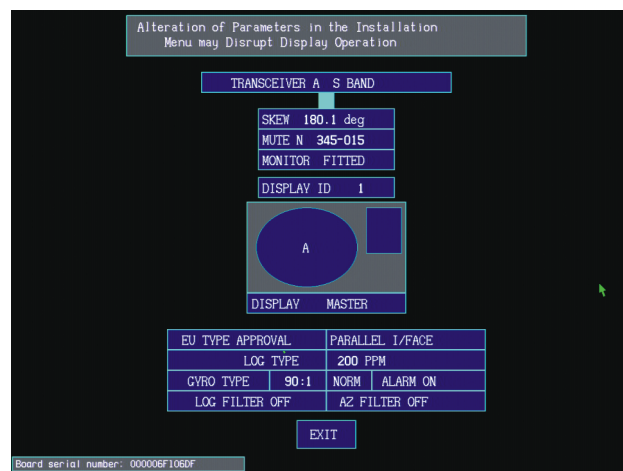 Alteration of Parameters in the Installation
Menu may Disrupt Display Operation
TRANSCEIVER A S BAND
SKEW 180.1 deg
MUTE N 345-015
MONITOR FITTED
DISPLAY ID 1
A
DISPLAY MASTER
EU TYPE APPROVAL PARALLEL I/FACE
LOG TYPE 200 PPM
GYRO TYPE 90:1 NORM ALARM ON
LOG FILTER OFF AZ FILTER OFF
EXIT
Board serial number: 000006F106DF